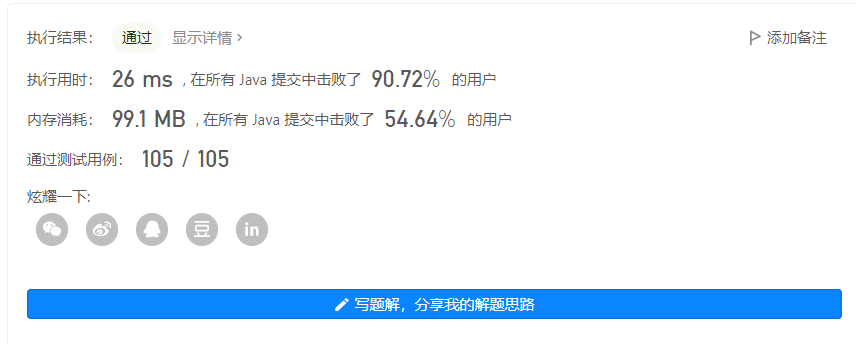 执行结果： 通过 显示详情 › 添加备注
执行用时： 26 ms , 在所有 Java 提交中击败了 90.72% 的用户
内存消耗： 99.1 MB , 在所有 Java 提交中击败了 54.64% 的用户
通过测试用例： 105 / 105
炫耀一下:
豆 in
写题解，分享我的解题思路